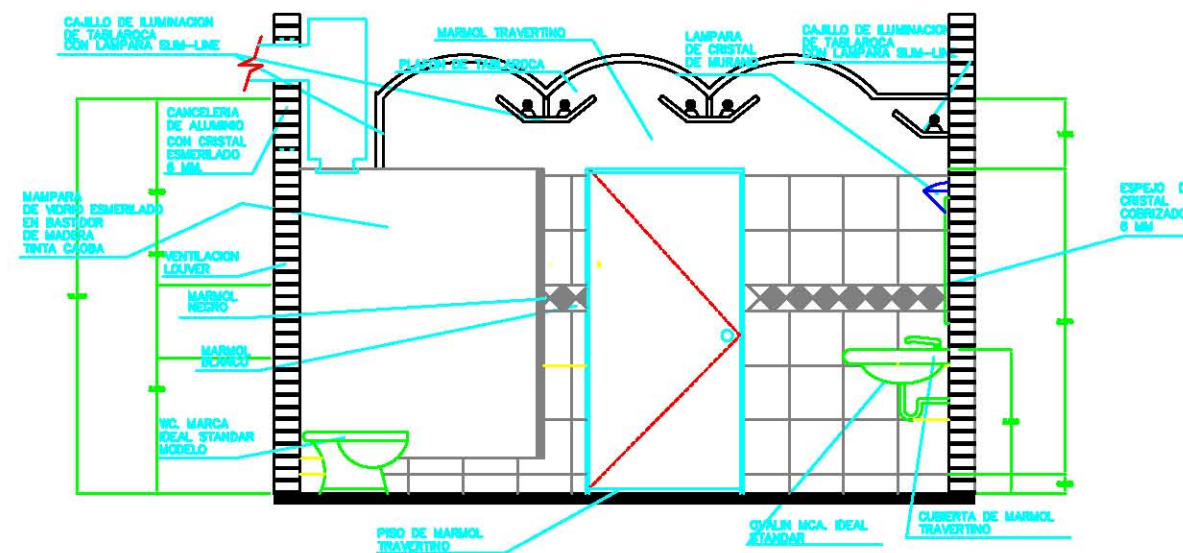 CAJILLO DE ILUMINACION
DE TABLAROCA
CON LAMPARA SLIM-LINE
MARMOL TRAVERTINO
PLAFON DE TABLAROCA
LAMPARA
DE CRISTAL
DE MURANO
CAJILLO DE ILUMINACION
DE TABLAROCA
CON LAMPARA SLIM-LINE
CANCELERIA
DE ALUMINIO
CON CRISTAL
ESMERILADO
6 MM.
MAMPARA
DE VIDRIO ESMERILADO
EN BASTIDOR
DE MADERA
TINTA CAOBA
ESPEJO D
CRISTAL
COBRIZADO
6 MM
VENTILACION
LOUVER
MARMOL
NEGRO
MARMOL
BLANCO
WC. MARCA
IDEAL STANDAR
MODELO
PISO DE MARMOL
TRAVERTINO
OVALIN MCA. IDEAL
STANDAR
CUBIERTA DE MARMOL
TRAVERTINO